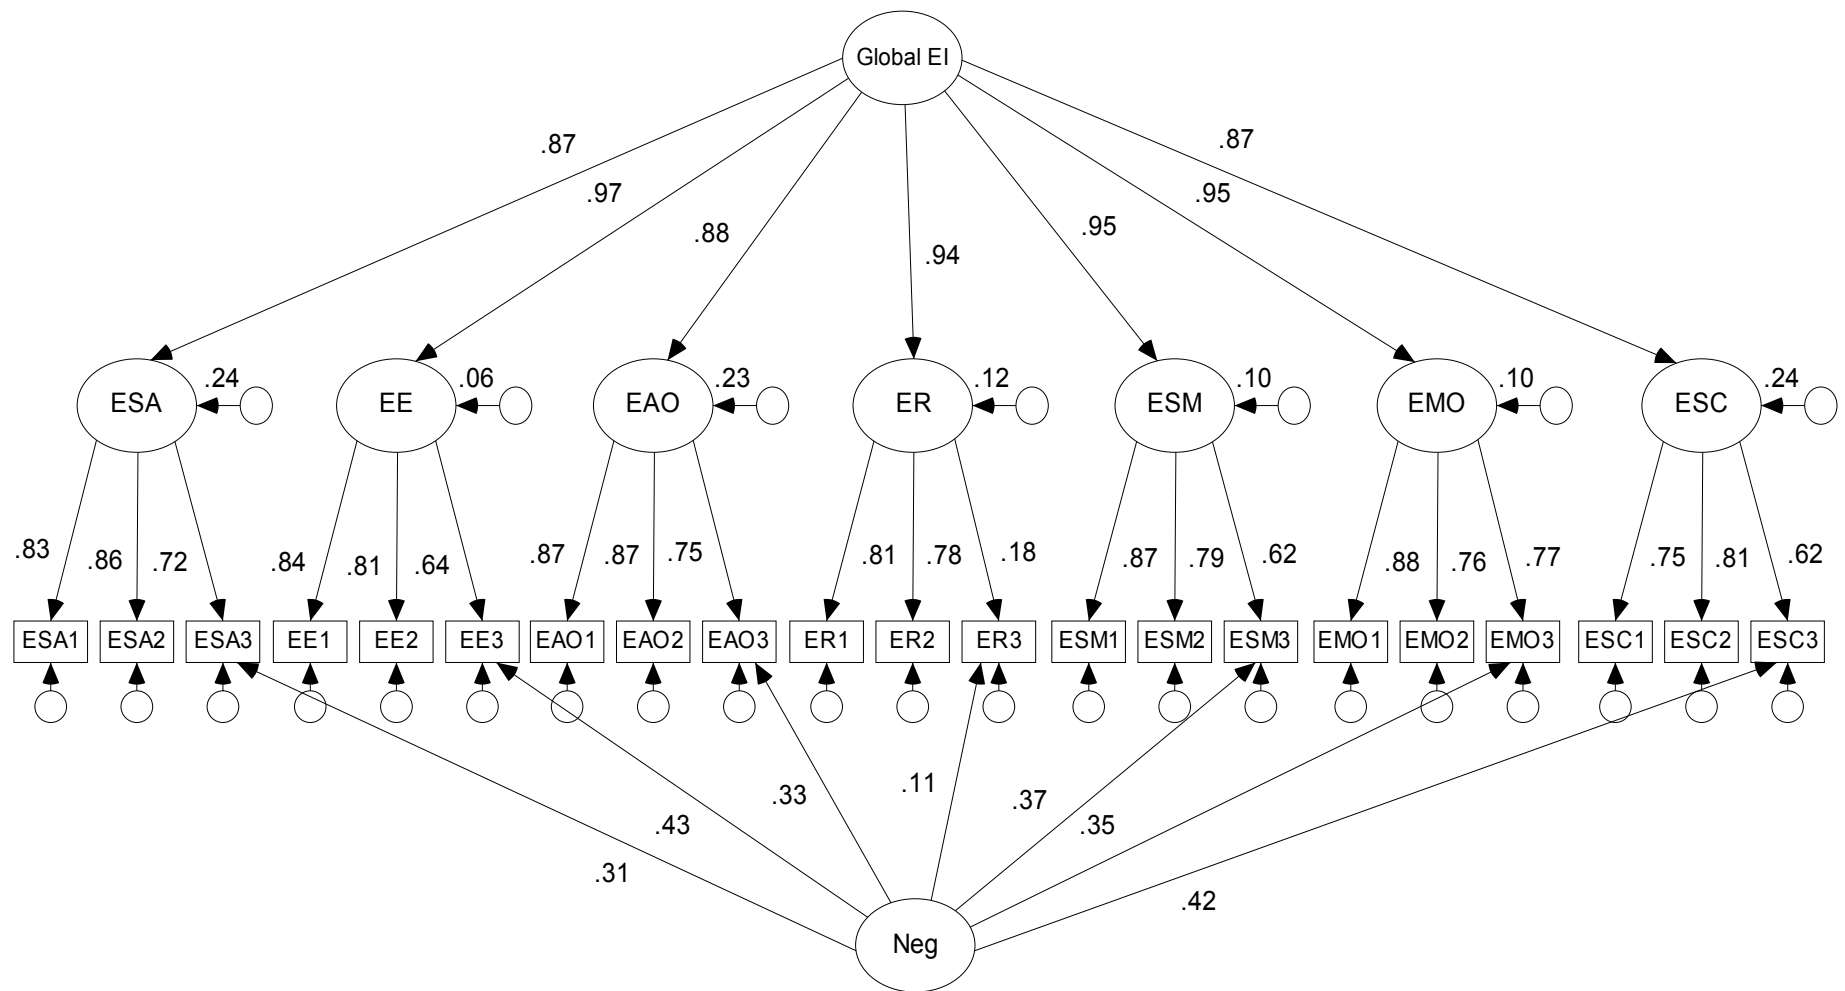 Global EI
.87
.87
.97
.95
.88
.95
.94
.24
.06
.23
.12
.10
.10
.24
ESA
EE
EAO
ER
ESM
EMO
ESC
.83
.86
.72
.84
.81
.64
.87
.87
.75
.81
.78
.18
.87
.79
.62
.88
.76
.77
.75
.81
.62
ESA1
ESA2
ESA3
EE1
EE2
EE3
EAO1
EAO2
EAO3
ER1
ER2
ER3
ESM1
ESM2
ESM3
EMO1
EMO2
EMO3
ESC1
ESC2
ESC3
.11
.33
.37
.43
.35
.31
.42
Neg